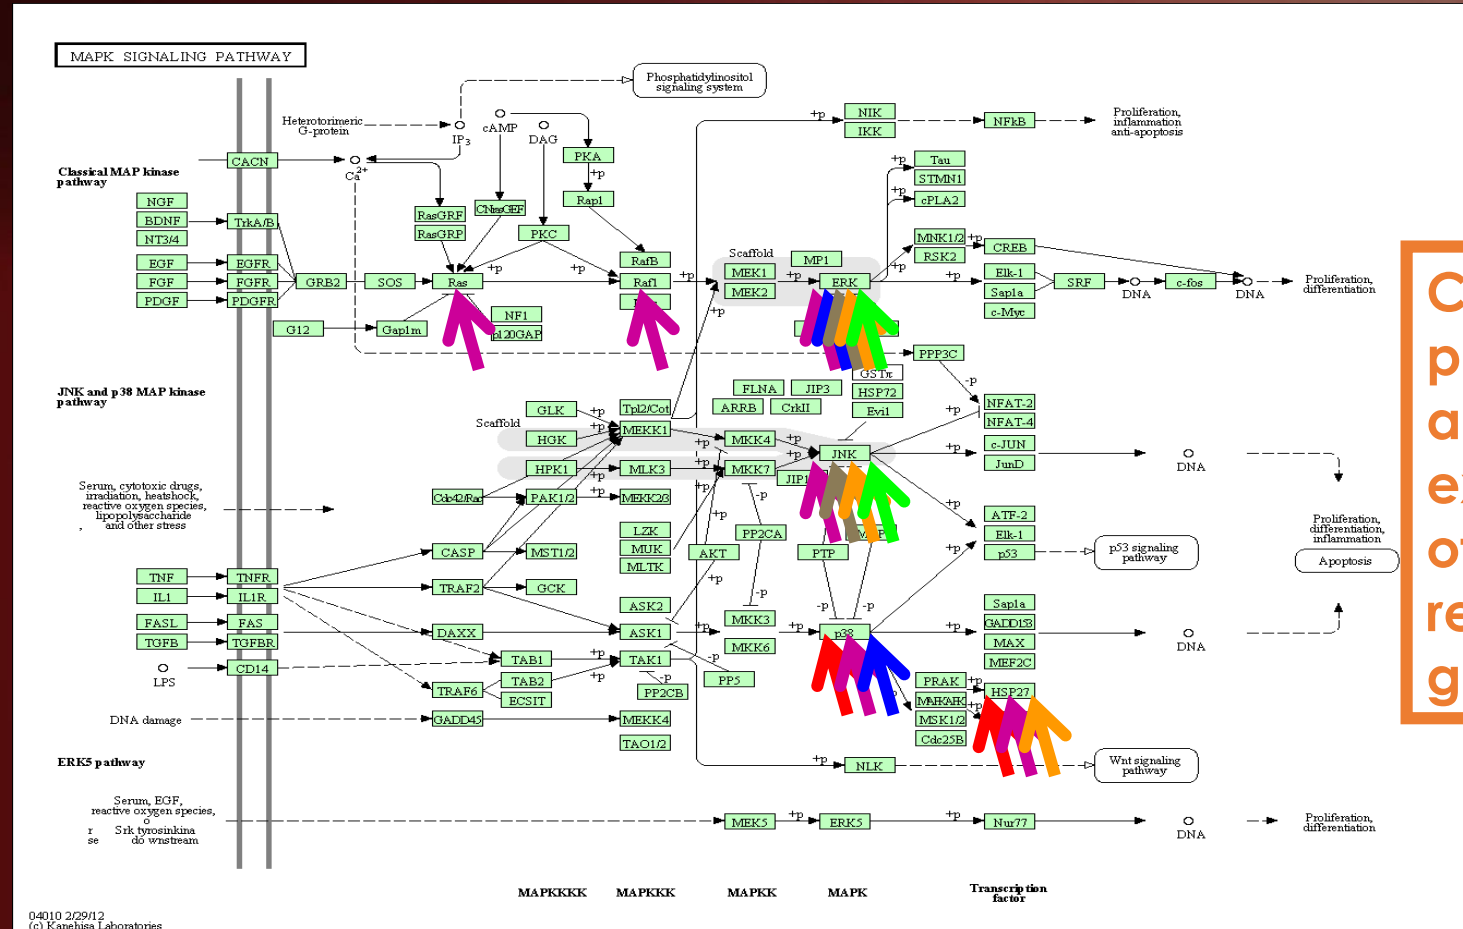 MAPK SIGNALING PATHWAY
Phosphatidylinositol
signaling system
Heterotorimeric
G-protein
IP3
cAMP
DAG
Ca2+
CACN
PKA
+p
Rap1
NIK
IKK
+p
NFkB
Proliferation,
inflammation
anti-apoptosis
Classical MAP kinase
pathway
NGF
BDNF
NT3/4
EGF
FGF
PDGF
TrkA/B
EGFR
FGFR
PDGFR
GRB2
SOS
G12
Gap1m
RasGRF
RasGRP
CNrasGEF
PKC
Ras
NF1
p120GAP
+p
+p
RafB
Raf1
+p
Scaffold
MEK1
MEK2
+p
MP1
+p
ERK
+p
+p
Tau
STMN1
cPLA2
MNK1/2
RSK2
+p
CREB
+p
Elk-1
Sap1a
c-Myc
SRF
DNA
c-fos
DNA
Proliferation,
differentiation
PPP3C
-p
JNK and p38 MAP kinase
pathway
Scaffold
GLK
HGK
HPK1
+p
+p
+p
Tpl2/Cot
MEKK1
MLK3
Cdc42/Rac
PAK1/2
+p
MEKK2/3
FLNA
JIP3
ARRB
CrkII
GSTπ
HSP72
Evi1
+p
+p
MKK4
MKK7
+p
+p
JNK
JIP1
NFAT-2
NFAT-4
+p
c-JUN
JunD
+p
DNA
Serum, cytotoxic drugs,
irradiation, heatshock,
reactive oxygen species,
lipopolysaccharide
and other stress
LZK
MUK
MLTK
+p
-p
PP2CA
AKT
PTP
+p
ATF-2
Elk-1
p53
p53 signaling
pathway
Proliferation,
differentiation,
inflammation
Apoptosis
CASP
MST1/2
TRAF2
GCK
TNF
IL1
FASL
TGFB
LPS
TNFR
IL1R
FAS
TGFBR
CD14
DAXX
ASK2
ASK1
TAK1
+p
-p
-p
-p
MKK3
MKK6
+p
p38
+p
Sap1a
GADD153
MAX
MEF2C
DNA
TAB1
TAB2
ECSIT
+p
+p
-p
-p
PP2CB
PP5
TRAF6
PRAK
MAPKAPK
MSK1/2
Cdc25B
+p
+p
HSP27
DNA damage
GADD45
MEKK4
TAO1/2
ERK5 pathway
+p
NLK
Wnt signaling
pathway
Serum, EGF,
reactive oxygen species,
o
r Srk tyrosinkina
se do wnstream
MEK5
+p
ERK5
+p
Nur77
DNA
Proliferation,
differentiation
MAPKKKK
MAPKKK
MAPKK
MAPK
Transcription
factor
04010 2/29/12
(c) Kanehisa Laboratories
C
p
a
e
o
re
g